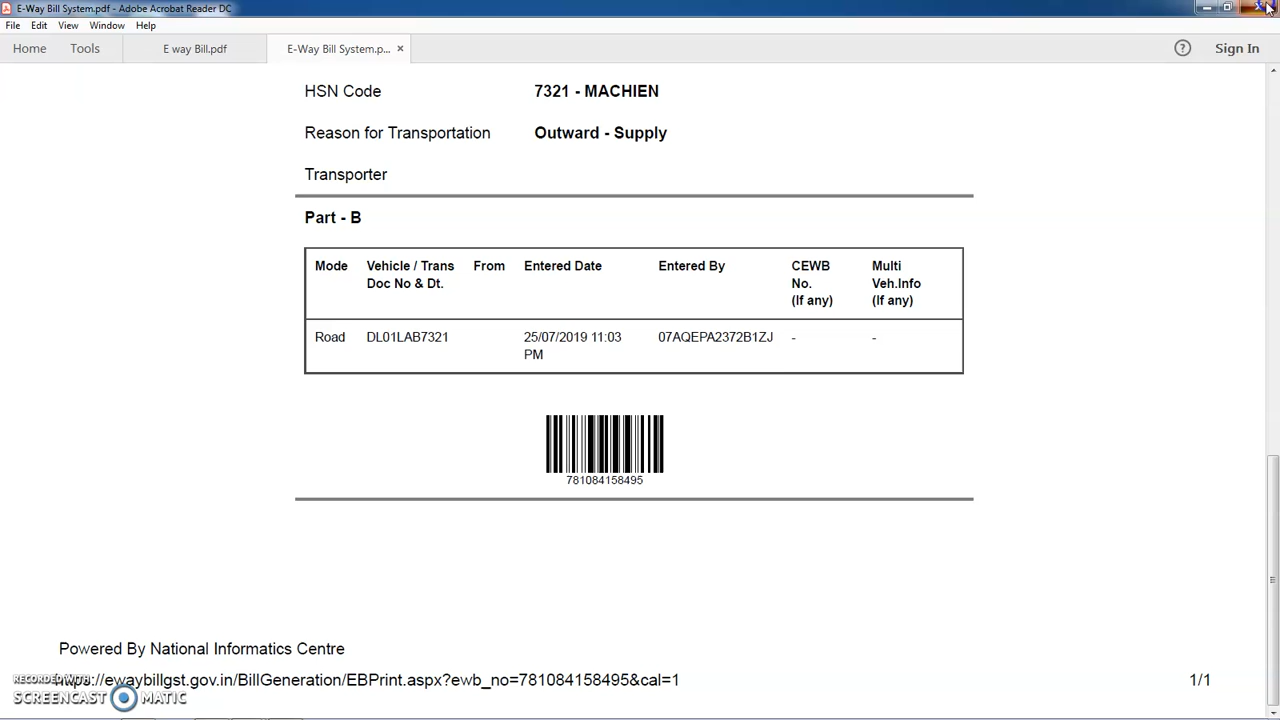 E-Way Bill System.pdf - Adobe Acrobat Reader DC
File Edit View Window Help
Home Tools E way Bill.pdf E-Way Bill System.p... × ? Sign In
HSN Code 7321 - MACHIEN
Reason for Transportation Outward - Supply
Transporter
Part - B
Mode Vehicle / Trans From Entered Date Entered By CEWB Multi
Doc No & Dt. No. Veh.Info
(If any) (If any)
Road DL01LAB7321 25/07/2019 11:03 07AQEPA2372B1ZJ - -
PM
781084158495
Powered By National Informatics Centre
https://ewaybillgst.gov.in/BillGeneration/EBPrint.aspx?ewb_no=781084158495&cal=1 1/1
RECORDED WITH
SCREENCAST MATIC